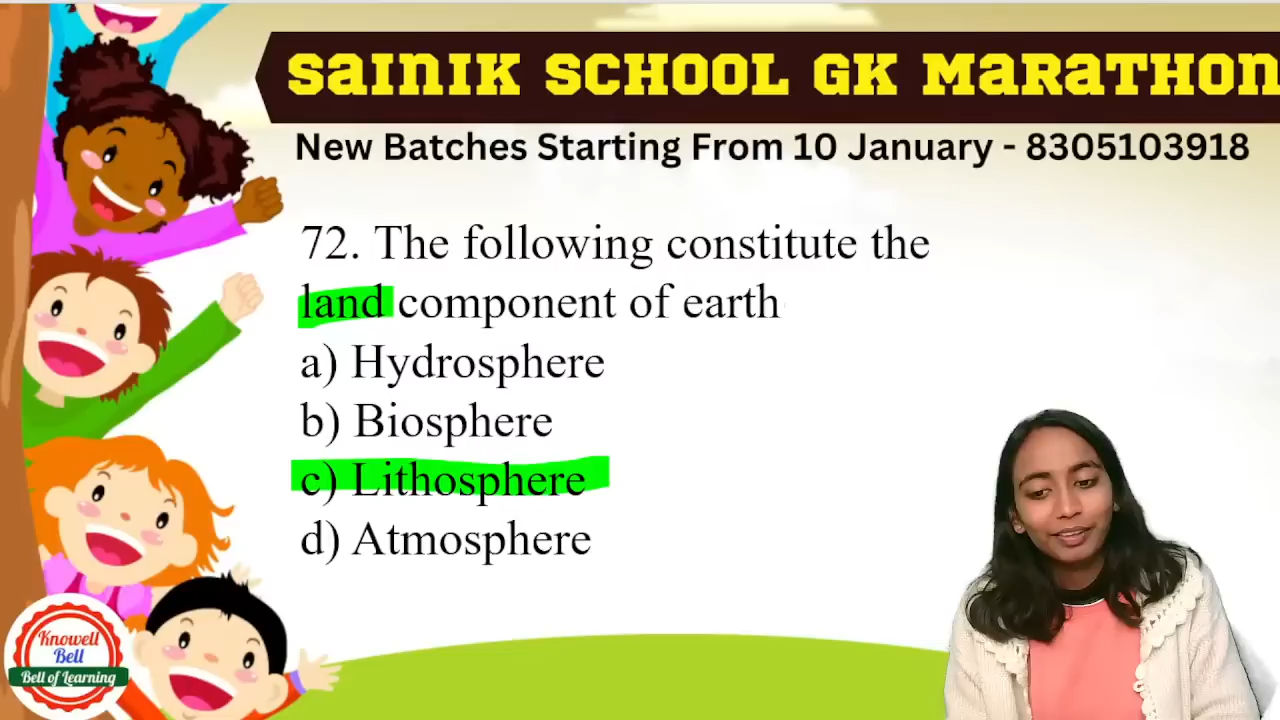 SAINIK SCHOOL GK MARATHON
New Batches Starting From 10 January - 8305103918
72. The following constitute the
land component of earth
a) Hydrosphere
b) Biosphere
c) Lithosphere
d) Atmosphere
Knowell
Bell
Bell of Learning